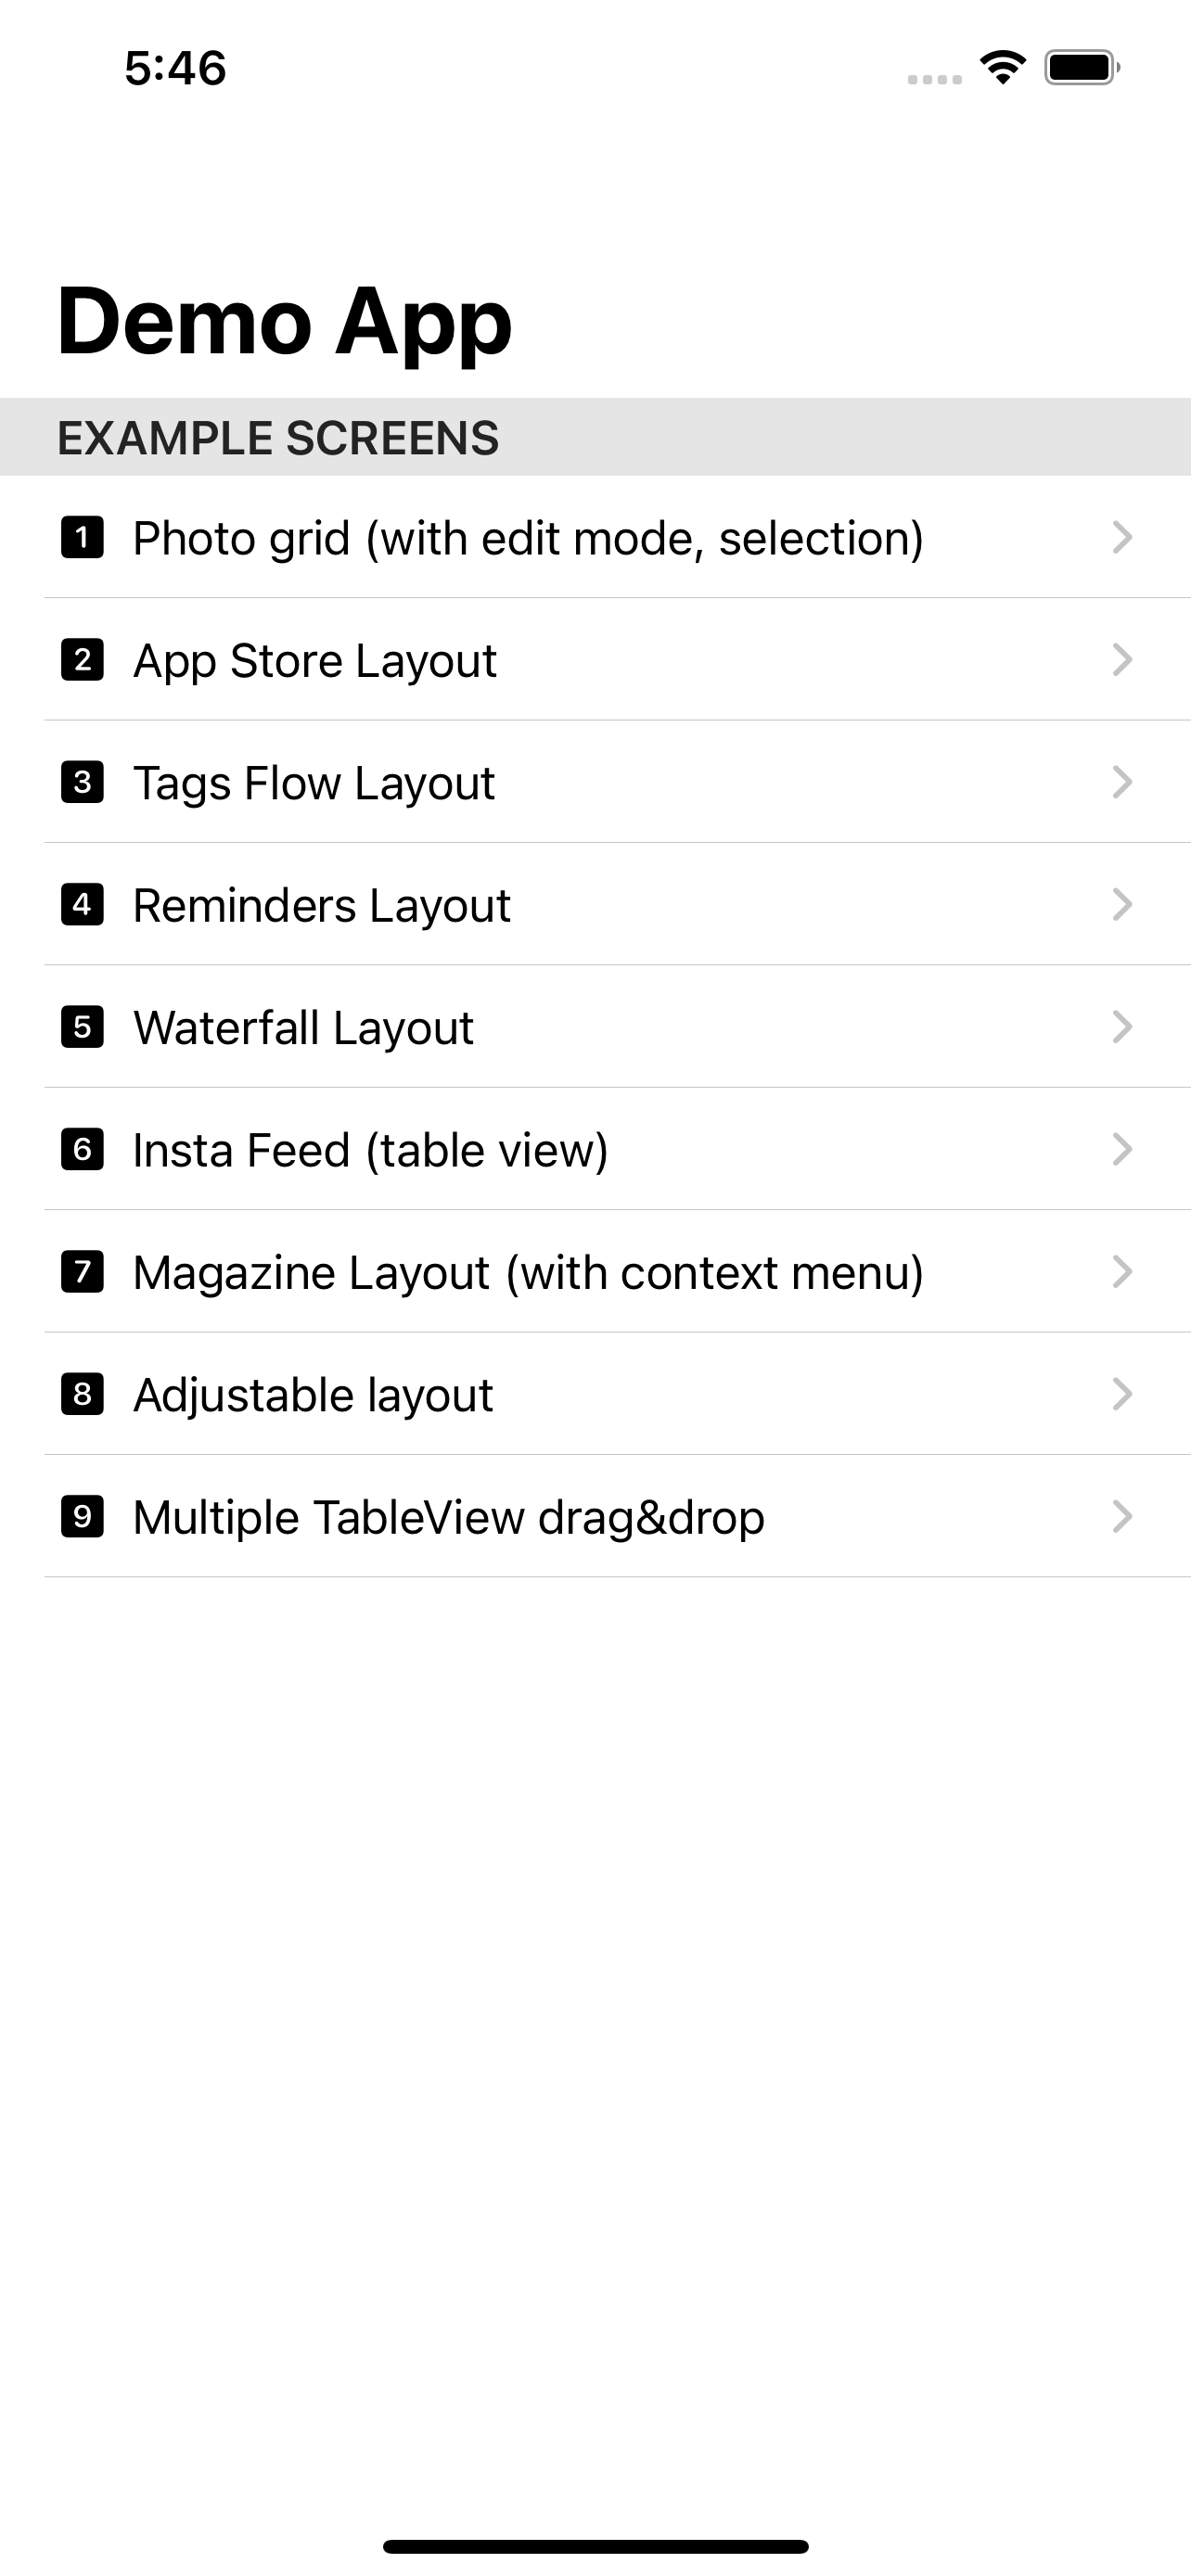 5:46
Demo App
EXAMPLE SCREENS
1 Photo grid (with edit mode, selection)
2 App Store Layout
3 Tags Flow Layout
4 Reminders Layout
5 Waterfall Layout
6 Insta Feed (table view)
7 Magazine Layout (with context menu)
8 Adjustable layout
9 Multiple TableView drag&drop